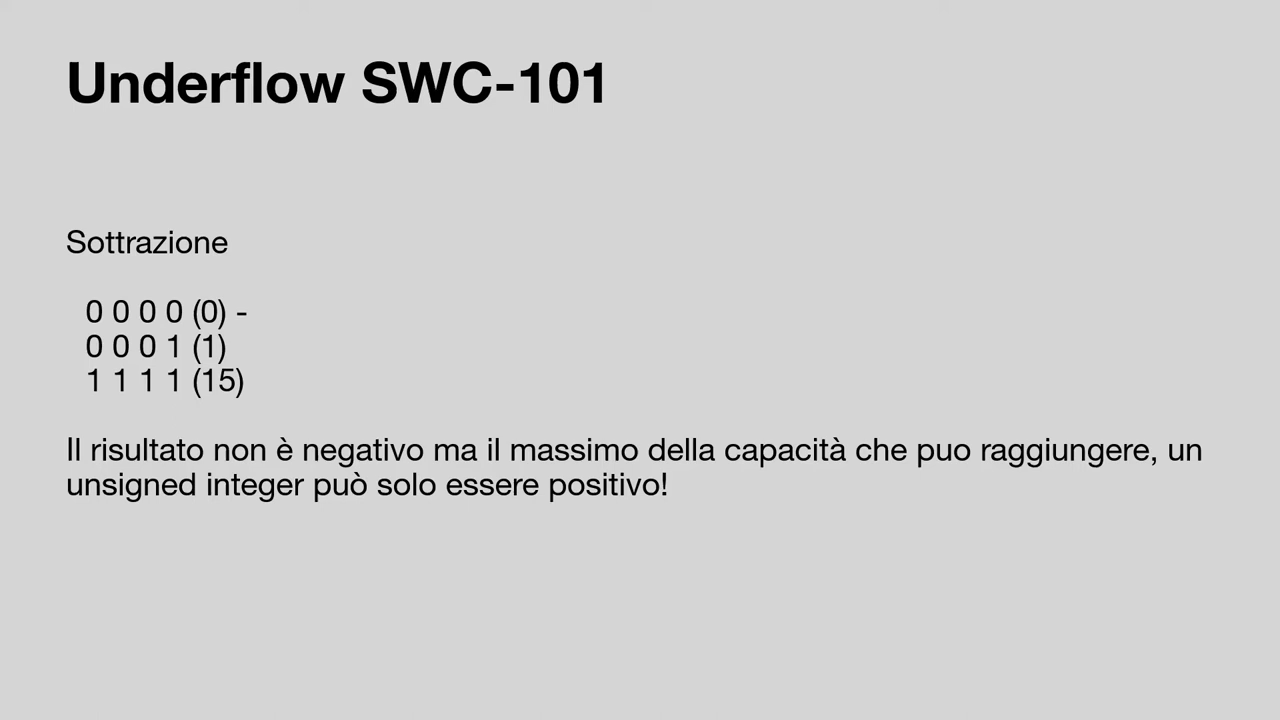 Underflow SWC-101
Sottrazione
0 0 0 0 (0) -
0 0 0 1 (1)
1 1 1 1 (15)
Il risultato non è negativo ma il massimo della capacità che puo raggiungere, un
unsigned integer può solo essere positivo!